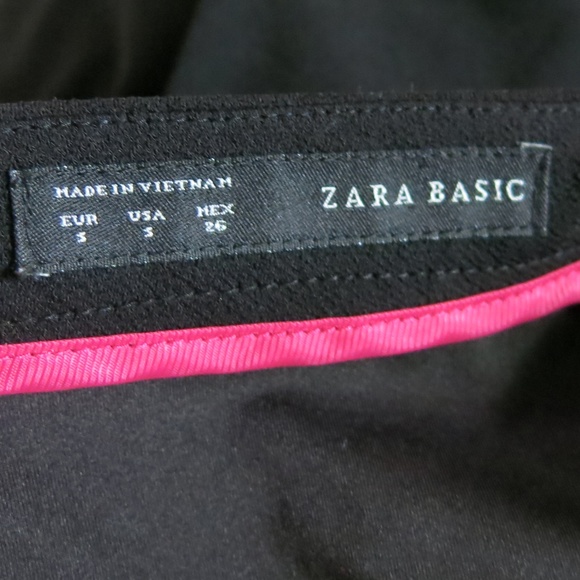 MADE IN VIETNAM
EUR USA MEX
S S 26
ZARA BASIC